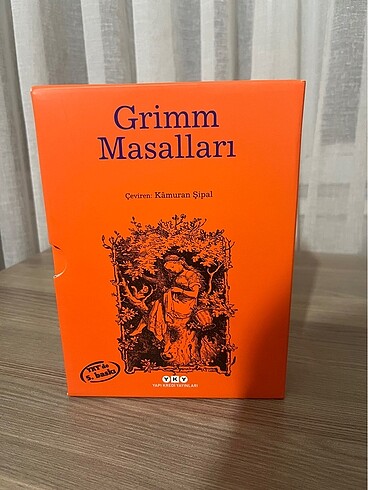 Grimm
Masalları
Çeviren: Kâmuran Şipal
YKY'de
5. baskı
YKY
YAPI KREDİ YAYINLARI